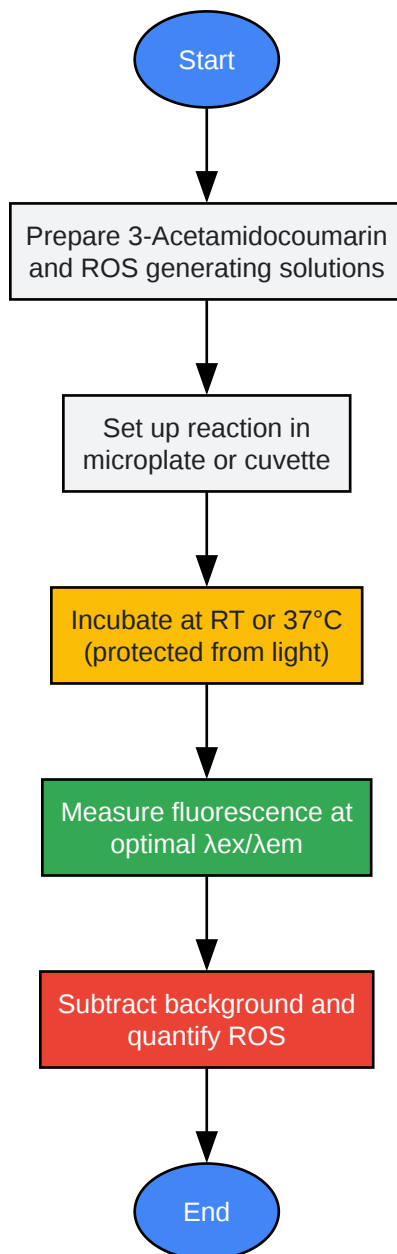 Start
Prepare 3-Acetamidocoumarin
and ROS generating solutions
Set up reaction in
microplate or cuvette
Incubate at RT or 37°C
(protected from light)
Measure fluorescence at
optimal λex/λem
Subtract background and
quantify ROS
End